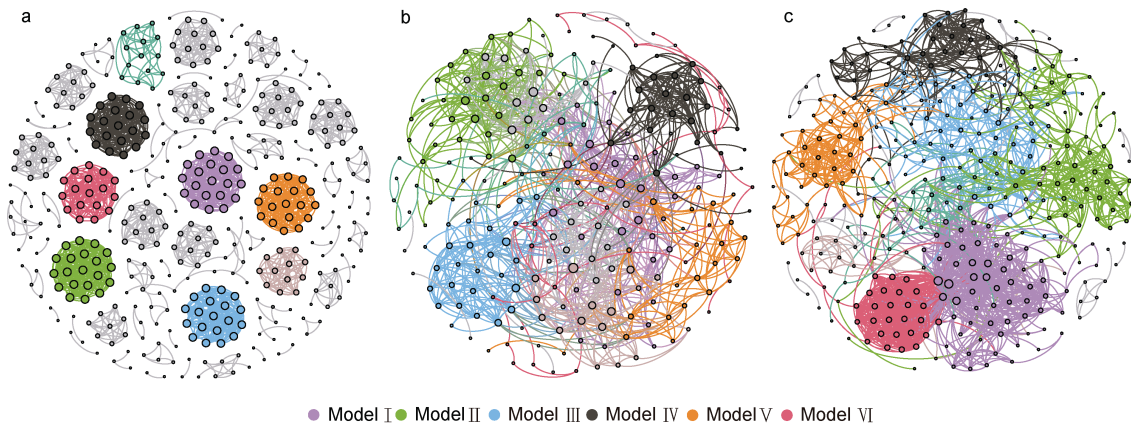 a b c
Model Ⅰ Model Ⅱ Model Ⅲ Model Ⅳ Model Ⅴ Model Ⅵ